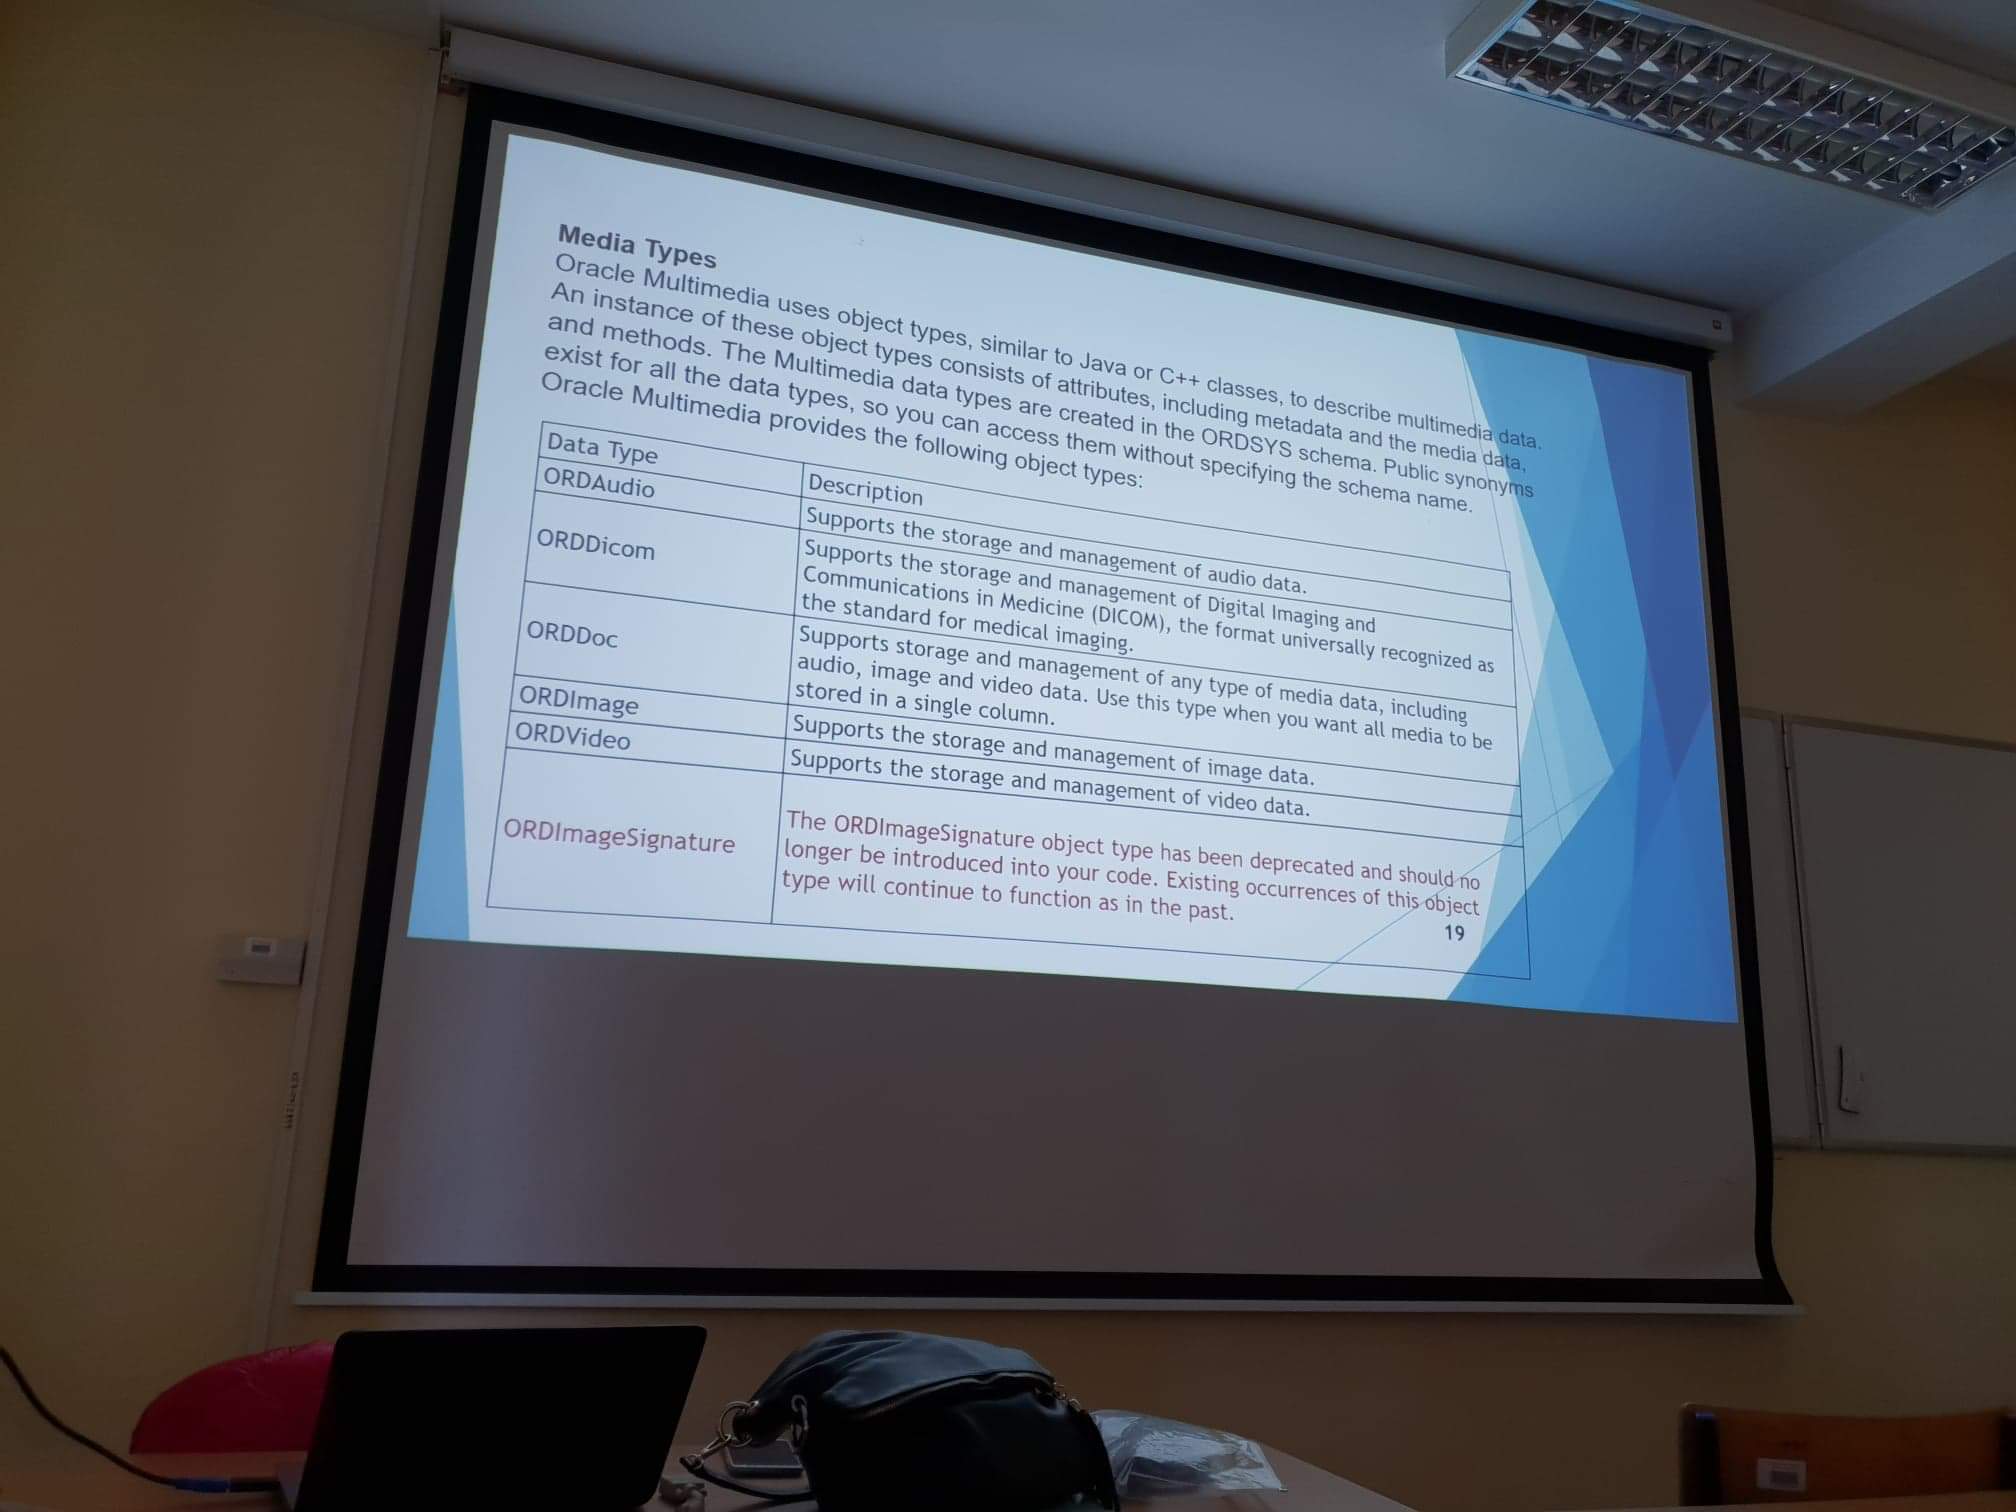 Media Types
Oracle Multimedia uses object types, similar to Java or C++ classes, to describe multimedia data.
An instance of these object types consists of attributes, including metadata and the media data,
and methods. The Multimedia data types are created in the ORDSYS schema. Public synonyms
exist for all the data types, so you can access them without specifying the schema name.
Oracle Multimedia provides the following object types:
Data Type
Description
ORDAudio
Supports the storage and management of audio data.
ORDDicom
Supports the storage and management of Digital Imaging and
Communications in Medicine (DICOM), the format universally recognized as
the standard for medical imaging.
ORDDoc
Supports storage and management of any type of media data, including
audio, image and video data. Use this type when you want all media to be
stored in a single column.
ORDImage
Supports the storage and management of image data.
ORDVideo
Supports the storage and management of video data.
ORDImageSignature
The ORDImageSignature object type has been deprecated and should no
longer be introduced into your code. Existing occurrences of this object
type will continue to function as in the past.
19